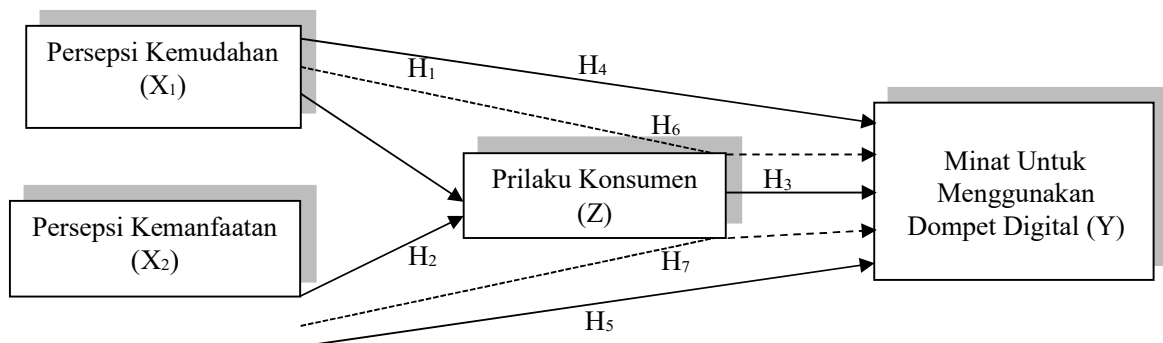 Persepsi Kemudahan
(X₁)
H₁
H₄
H₆
Prilaku Konsumen
(Z)
H₃
Minat Untuk
Menggunakan
Dompet Digital (Y)
Persepsi Kemanfaatan
(X₂)
H₂
H₇
H₅